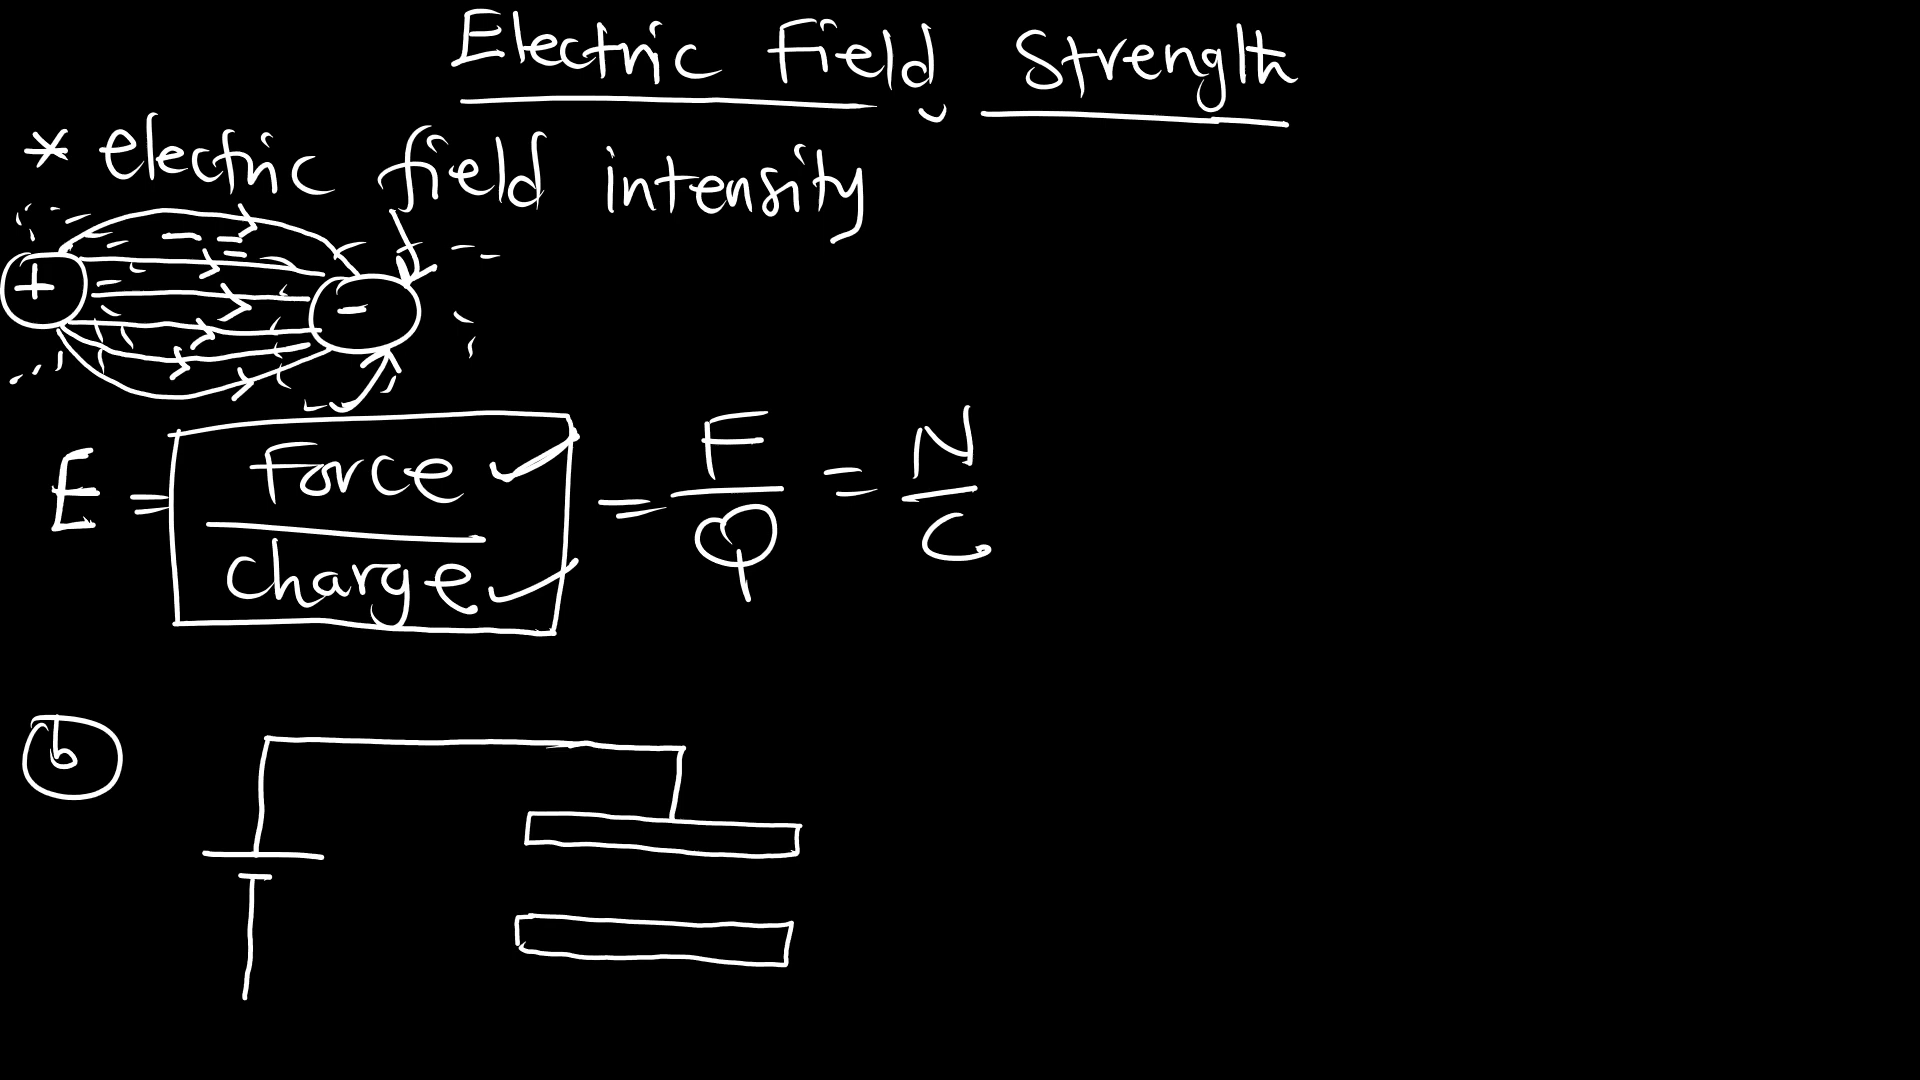 Electric Field Strength
* electric field intensity
+ -
E = Force / charge = F / Q = N / C
b